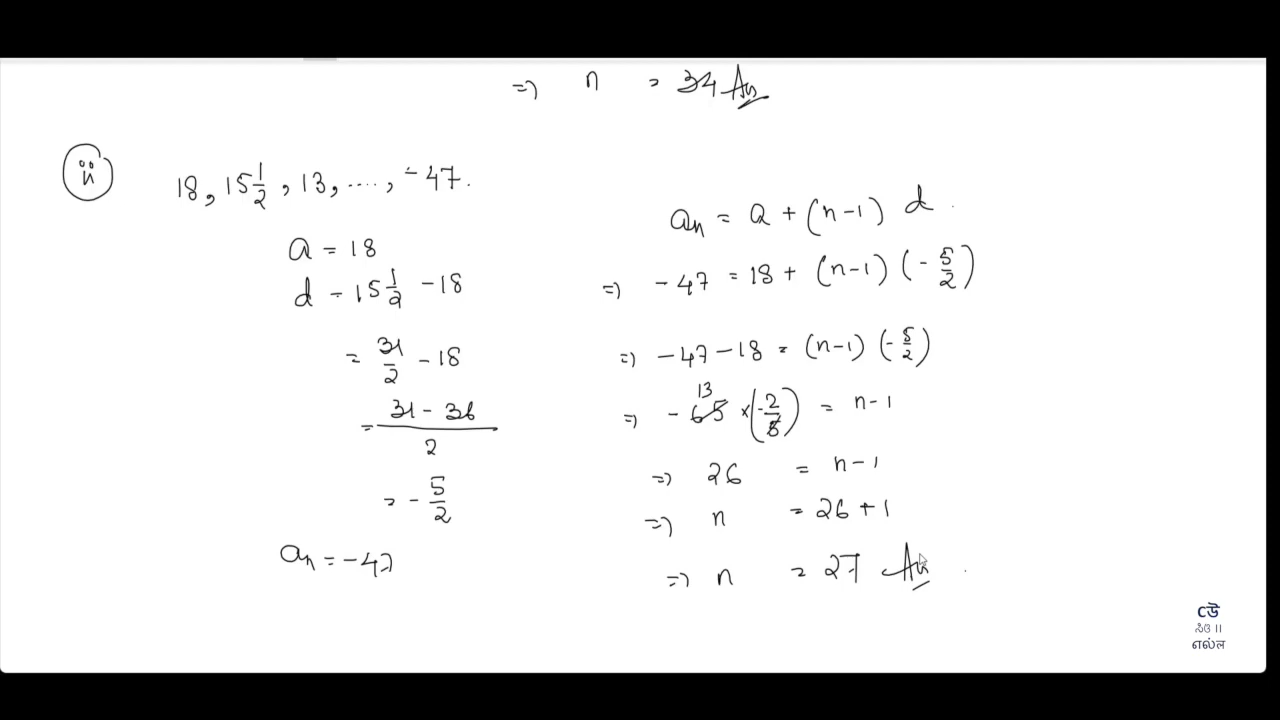 ⇒ n = 34 Ans
ii
18, 15 1/2, 13, ...., -47.
a = 18
d = 15 1/2 - 18
= 31/2 - 18
= (31 - 36)/2
= - 5/2
an = -47
an = a + (n-1) d.
⇒ -47 = 18 + (n-1) (-5/2)
⇒ -47-18 = (n-1) (-5/2)
13
⇒ -65 × (-2/5) = n-1
⇒ 26 = n-1
⇒ n = 26 + 1
⇒ n = 27 Ans
எல்ல